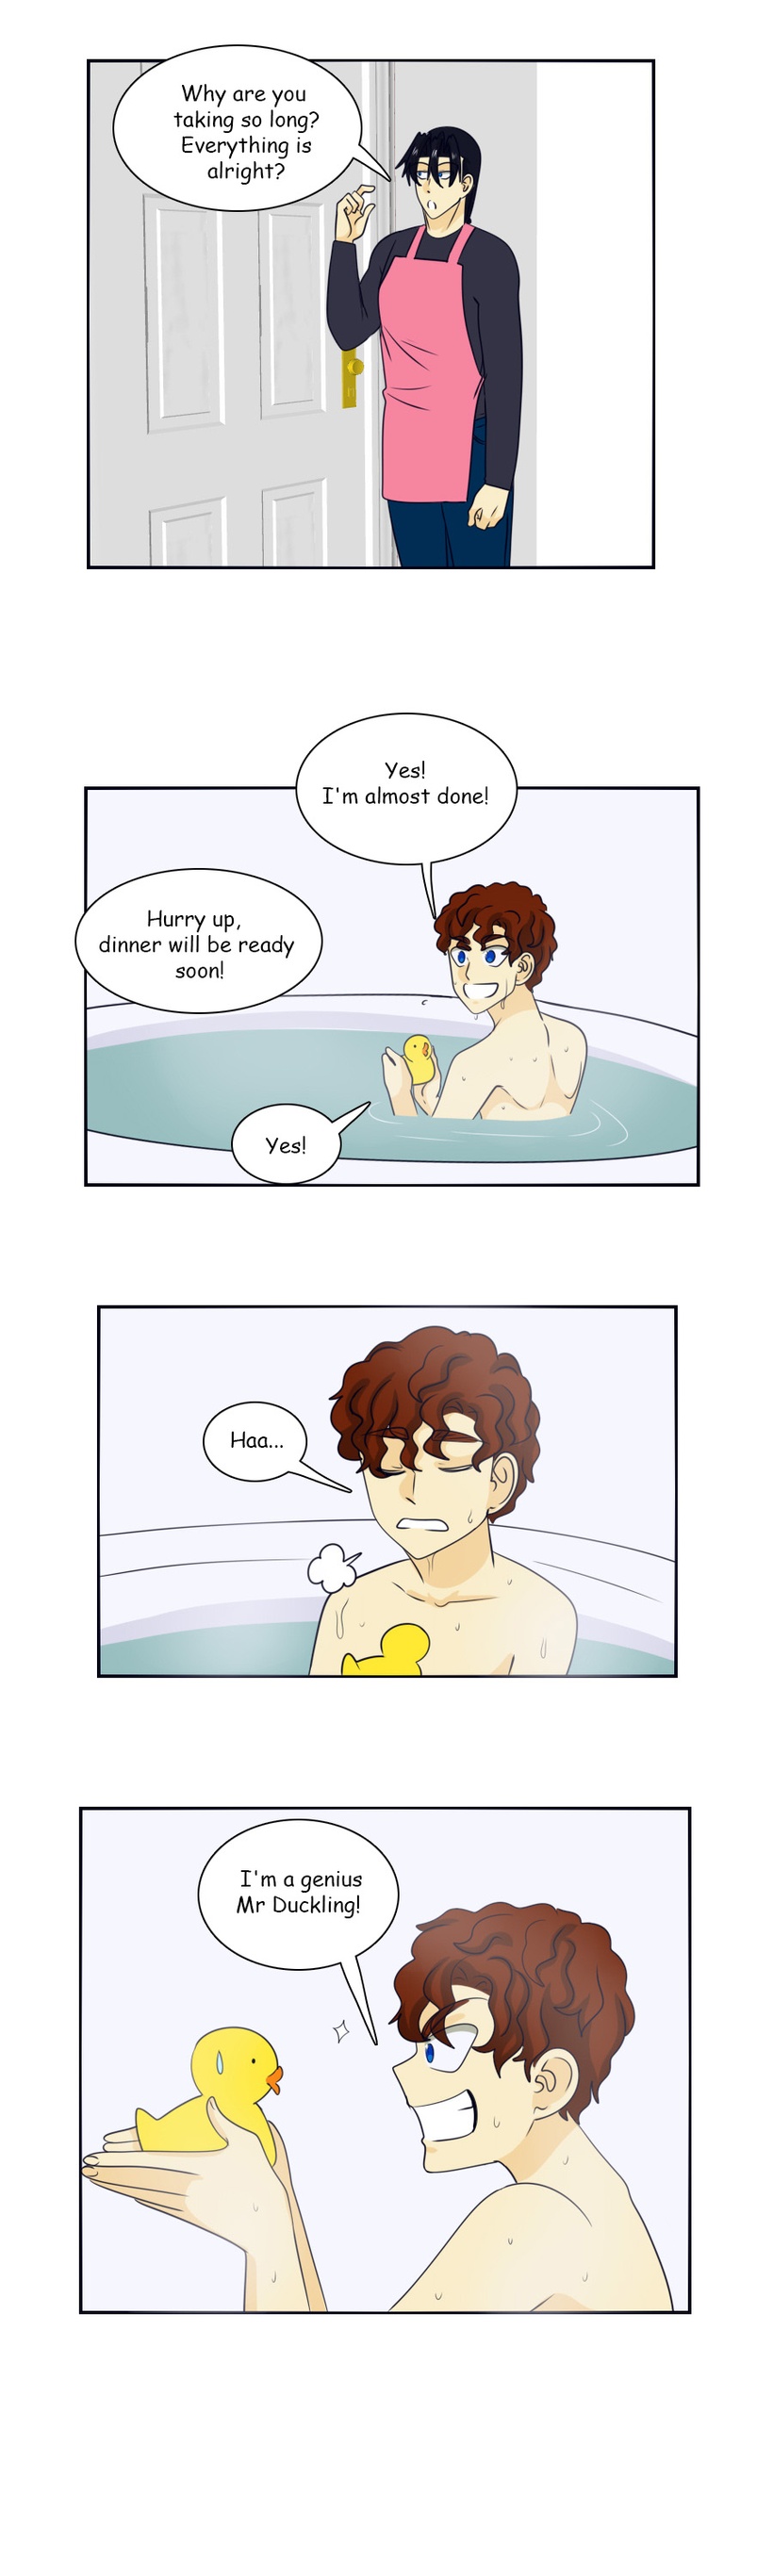 Why are you
taking so long?
Everything is
alright?
Yes!
I'm almost done!
Hurry up,
dinner will be ready
soon!
Yes!
Haa...
I'm a genius
Mr Duckling!